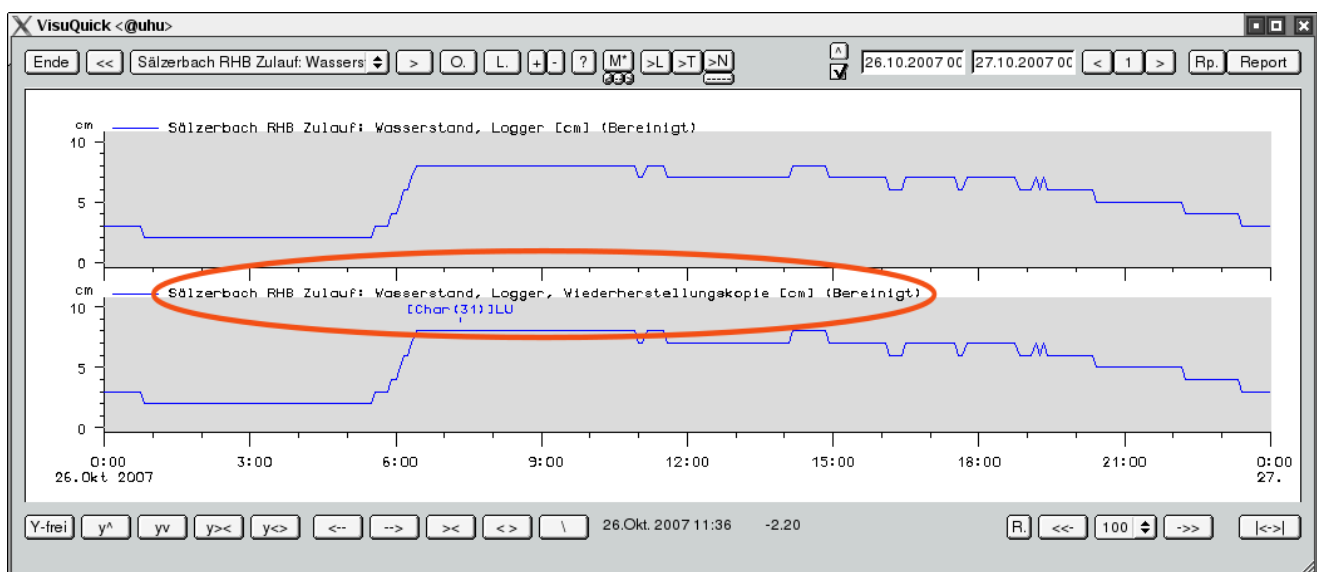 VisuQuick <@uhu>
Ende << Sälzerbach RHB Zulauf: Wassers > O. L. + - ? M* >L >T >N ^ 26.10.2007 00 27.10.2007 00 < 1 > Rp. Report
cm Sälzerbach RHB Zulauf: Wasserstand, Logger [cm] (Bereinigt)
10
5
0
cm Sälzerbach RHB Zulauf: Wasserstand, Logger, Wiederherstellungskopie [cm] (Bereinigt)
10 [Char(31)]LU
5
0
0:00 3:00 6:00 9:00 12:00 15:00 18:00 21:00 0:00
26.Okt 2007 27.
Y-frei y^ yv y>< y<> <-- --> >< < > \ 26.Okt. 2007 11:36 -2.20 R. <<- 100 ->> |<->|